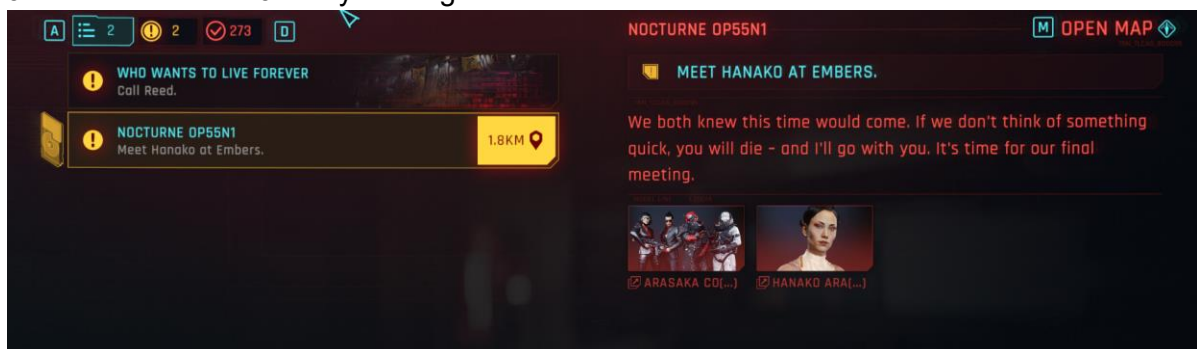 A 2 2 273 D
WHO WANTS TO LIVE FOREVER
Call Reed.
NOCTURNE OP55N1
Meet Hanako at Embers.
1.8KM
NOCTURNE OP55N1
M OPEN MAP
MEET HANAKO AT EMBERS.
We both knew this time would come. If we don't think of something
quick, you will die – and I'll go with you. It's time for our final
meeting.
ARASAKA CO(...)
HANAKO ARA(...)